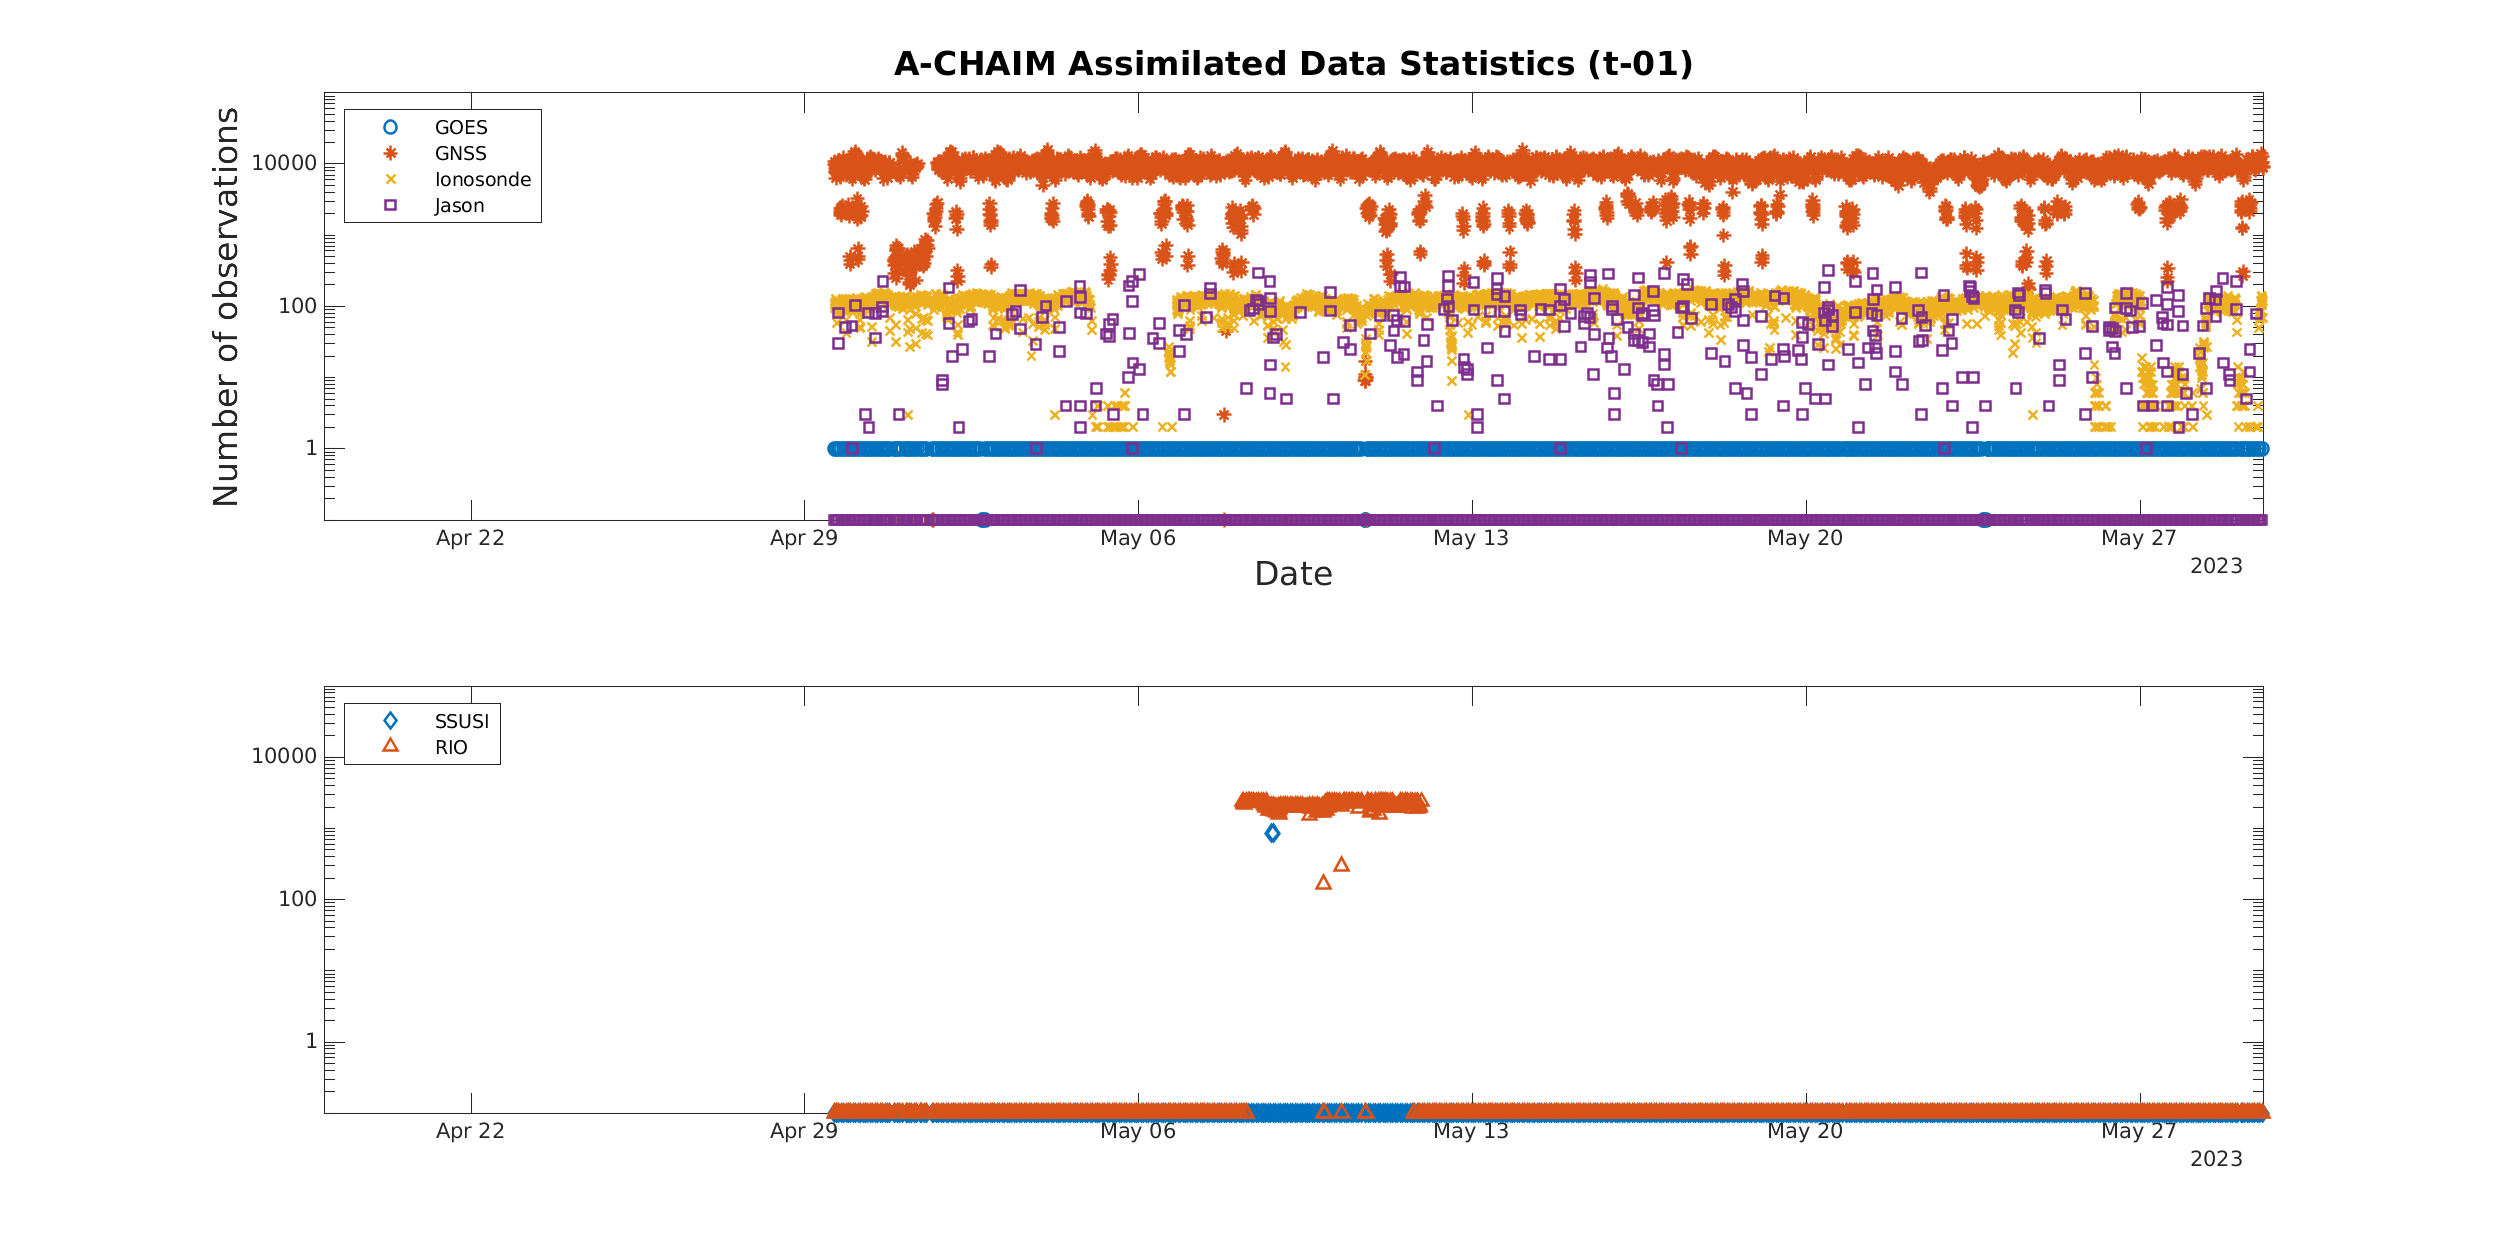 A-CHAIM Assimilated Data Statistics (t-01)
Number of observations
10000
100
1
GOES
GNSS
Ionosonde
Jason
Apr 22 Apr 29 May 06 May 13 May 20 May 27
2023
Date
10000
100
1
SSUSI
RIO
Apr 22 Apr 29 May 06 May 13 May 20 May 27
2023